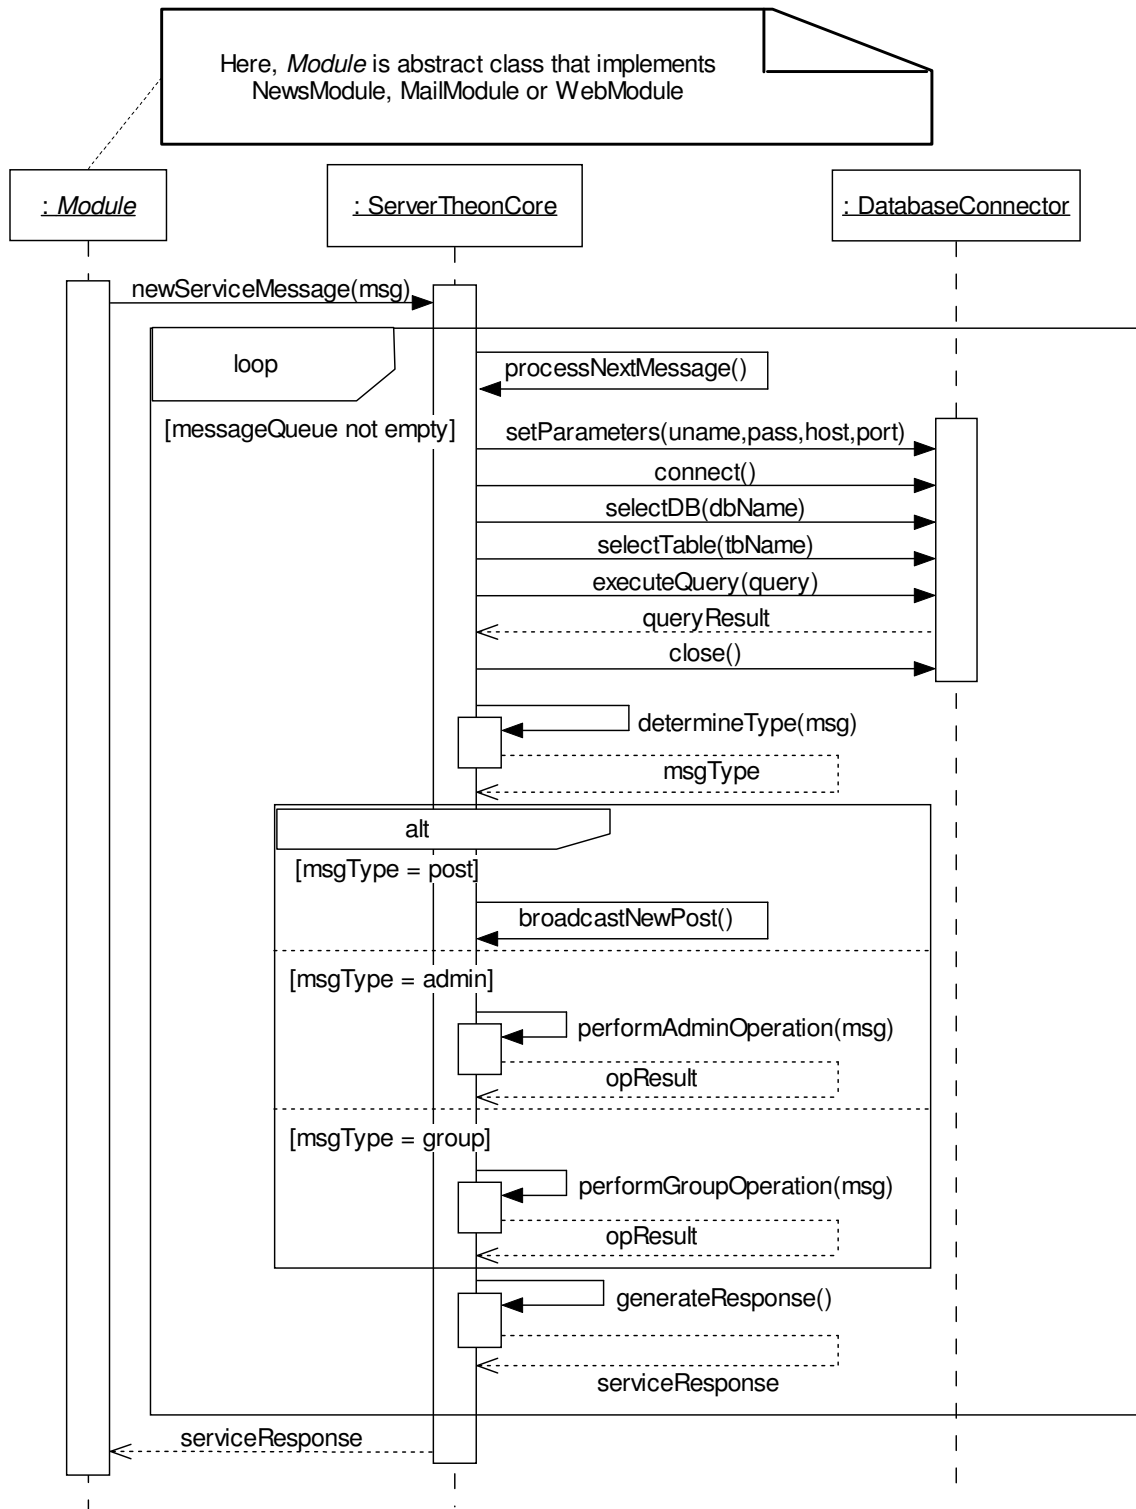 Here, Module is abstract class that implements
NewsModule, MailModule or WebModule
: Module
: ServerTheonCore
: DatabaseConnector
newServiceMessage(msg)
loop
processNextMessage()
[messageQueue not empty]
setParameters(uname,pass,host,port)
connect()
selectDB(dbName)
selectTable(tbName)
executeQuery(query)
queryResult
close()
determineType(msg)
msgType
alt
[msgType = post]
broadcastNewPost()
[msgType = admin]
performAdminOperation(msg)
opResult
[msgType = group]
performGroupOperation(msg)
opResult
generateResponse()
serviceResponse
serviceResponse